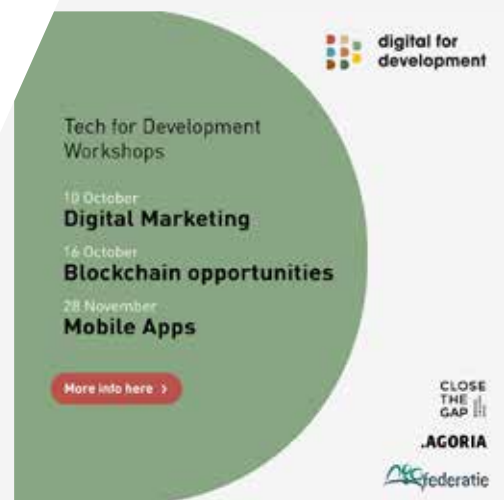 digital for
development
Tech for Development
Workshops
10 October
Digital Marketing
16 October
Blockchain opportunities
28 November
Mobile Apps
More info here >
CLOSE
THE
GAP
.AGORIA
federatie